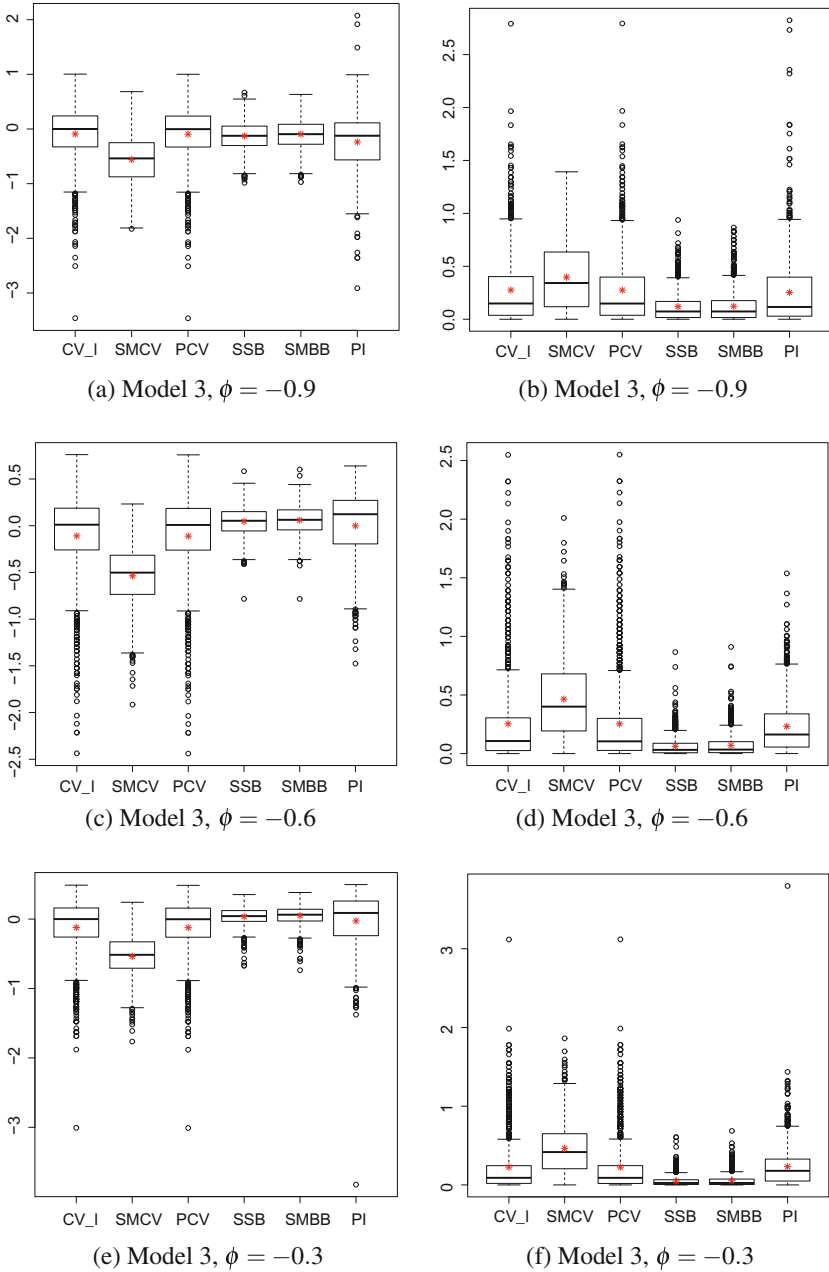 2
1
0
−1
−2
−3
CV_I SMCV PCV SSB SMBB PI
(a) Model 3, ϕ = −0.9
2.5
2.0
1.5
1.0
0.5
0.0
CV_I SMCV PCV SSB SMBB PI
(b) Model 3, ϕ = −0.9
0.5
0.0
−0.5
−1.0
−1.5
−2.0
−2.5
CV_I SMCV PCV SSB SMBB PI
(c) Model 3, ϕ = −0.6
2.5
2.0
1.5
1.0
0.5
0.0
CV_I SMCV PCV SSB SMBB PI
(d) Model 3, ϕ = −0.6
0
−1
−2
−3
CV_I SMCV PCV SSB SMBB PI
(e) Model 3, ϕ = −0.3
3
2
1
0
CV_I SMCV PCV SSB SMBB PI
(f) Model 3, ϕ = −0.3